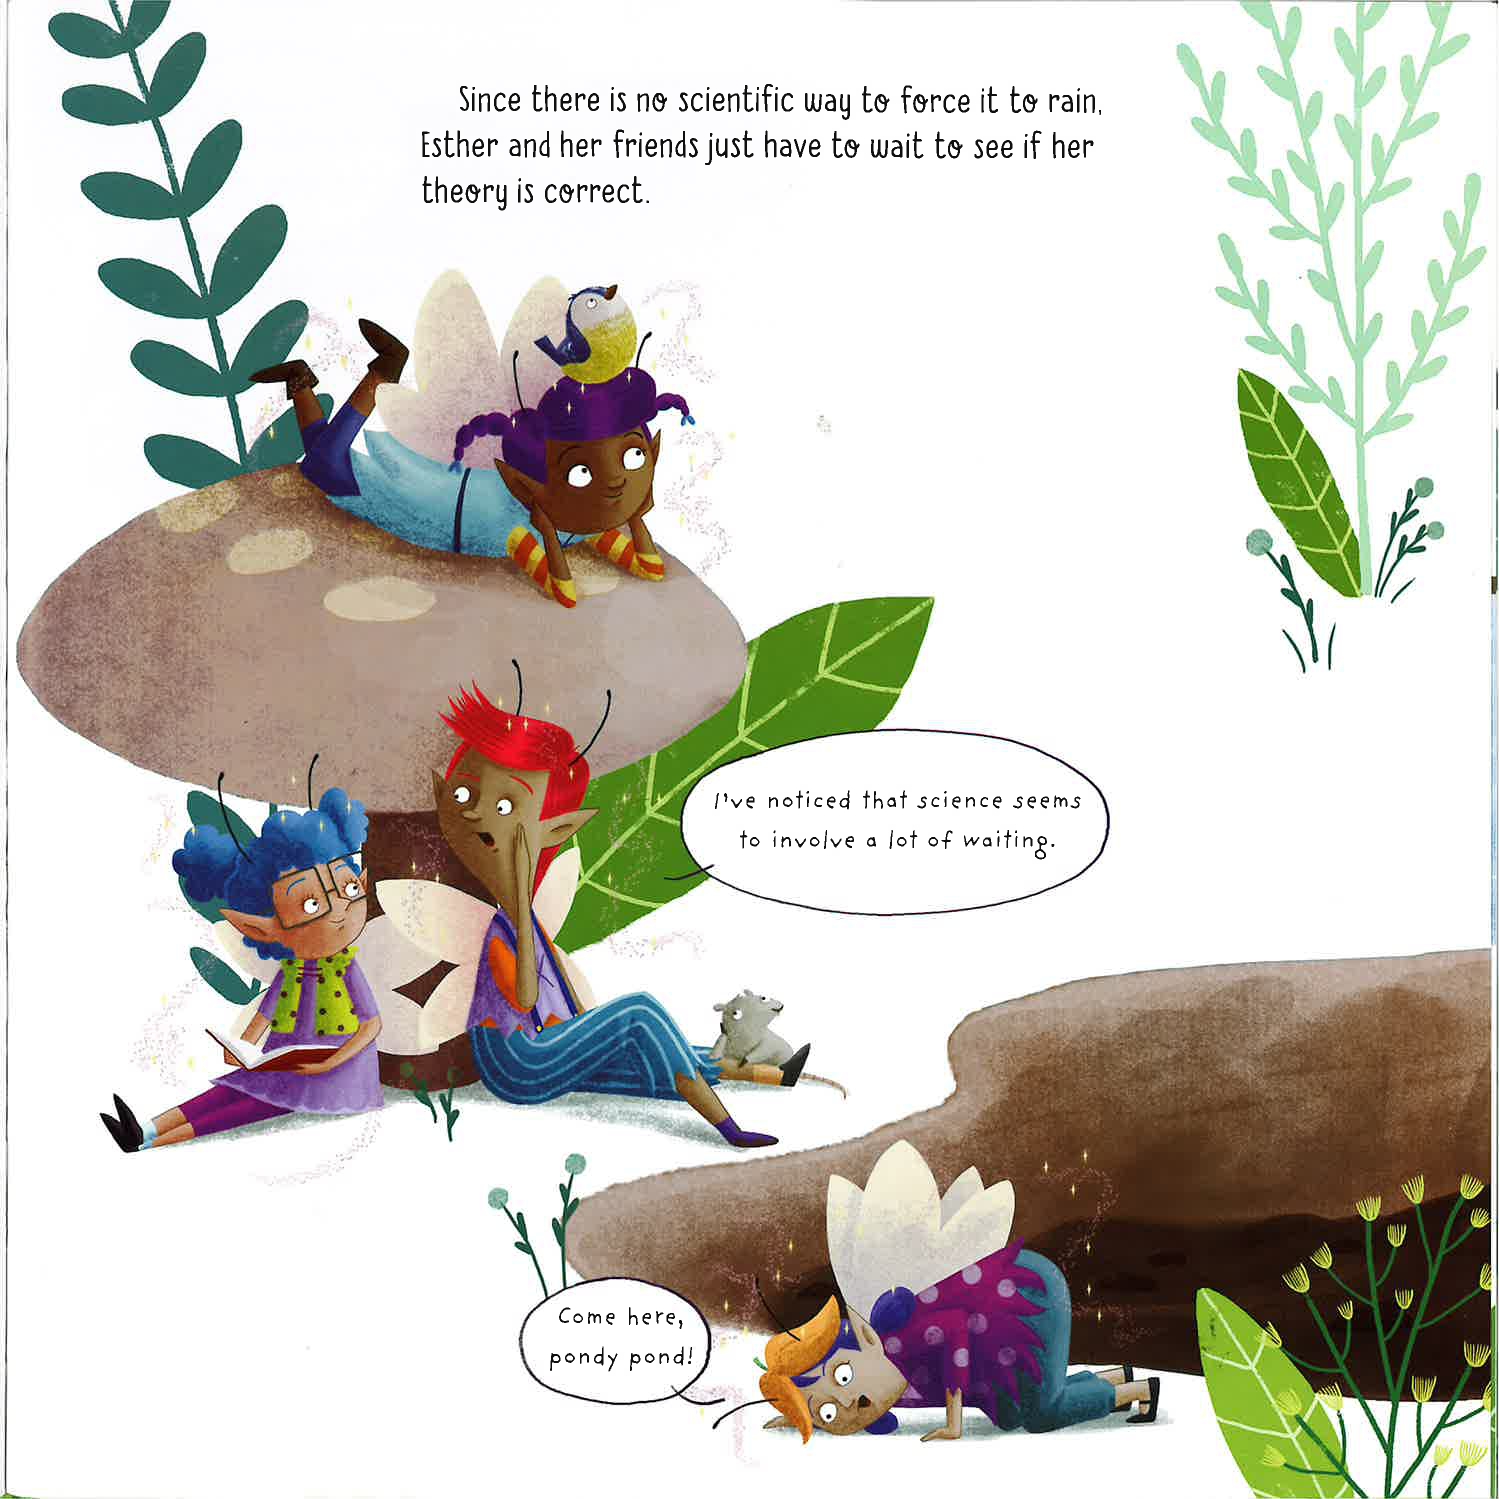 Since there is no scientific way to force it to rain,
Esther and her friends just have to wait to see if her
theory is correct.
I've noticed that science seems
to involve a lot of waiting.
Come here,
pondy pond!